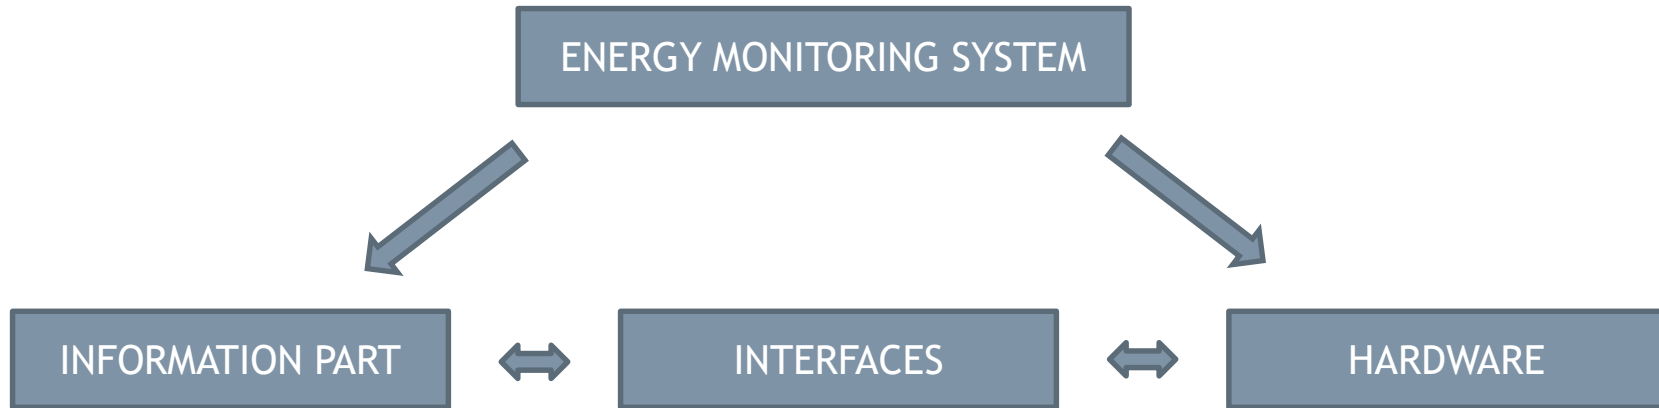 ENERGY MONITORING SYSTEM
INFORMATION PART
INTERFACES
HARDWARE